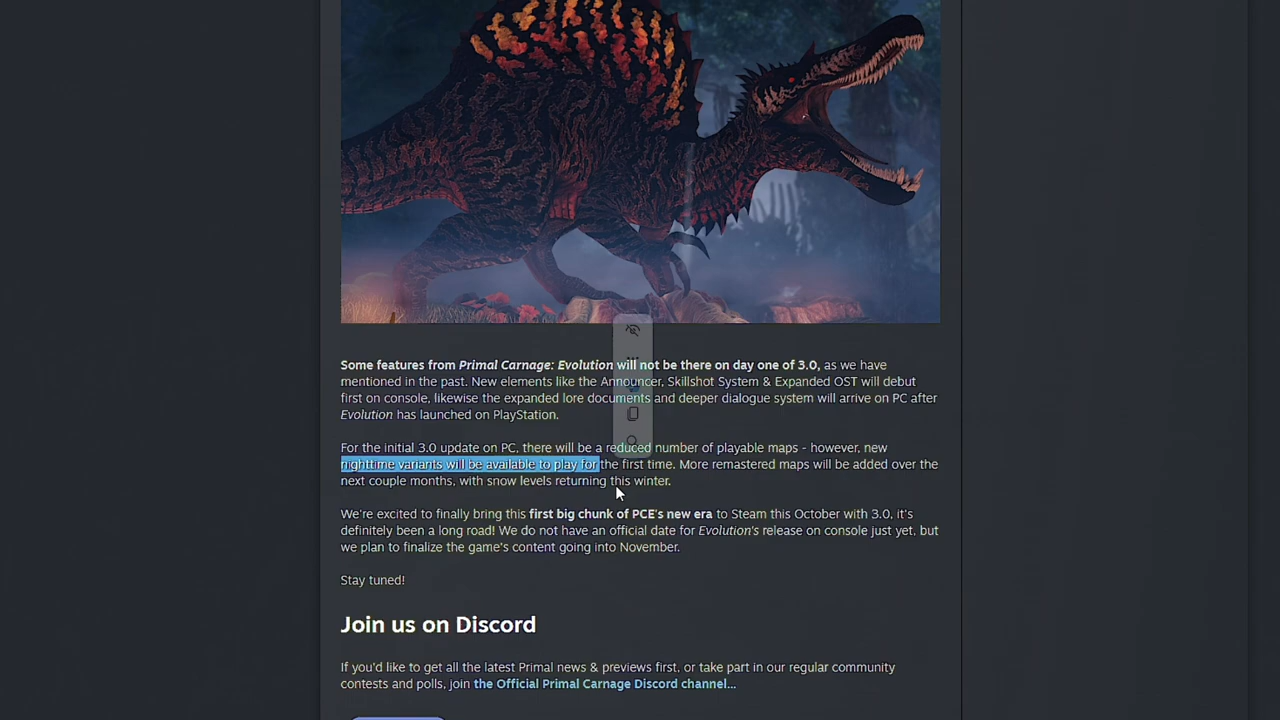 Some features from Primal Carnage: Evolution will not be there on day one of 3.0, as we have
mentioned in the past. New elements like the Announcer, Skillshot System & Expanded OST will debut
first on console, likewise the expanded lore documents and deeper dialogue system will arrive on PC after
Evolution has launched on PlayStation.
For the initial 3.0 update on PC, there will be a reduced number of playable maps - however, new
nighttime variants will be available to play for the first time. More remastered maps will be added over the
next couple months, with snow levels returning this winter.
We're excited to finally bring this first big chunk of PCE's new era to Steam this October with 3.0, it's
definitely been a long road! We do not have an official date for Evolution's release on console just yet, but
we plan to finalize the game's content going into November.
Stay tuned!
Join us on Discord
If you'd like to get all the latest Primal news & previews first, or take part in our regular community
contests and polls, join the Official Primal Carnage Discord channel...